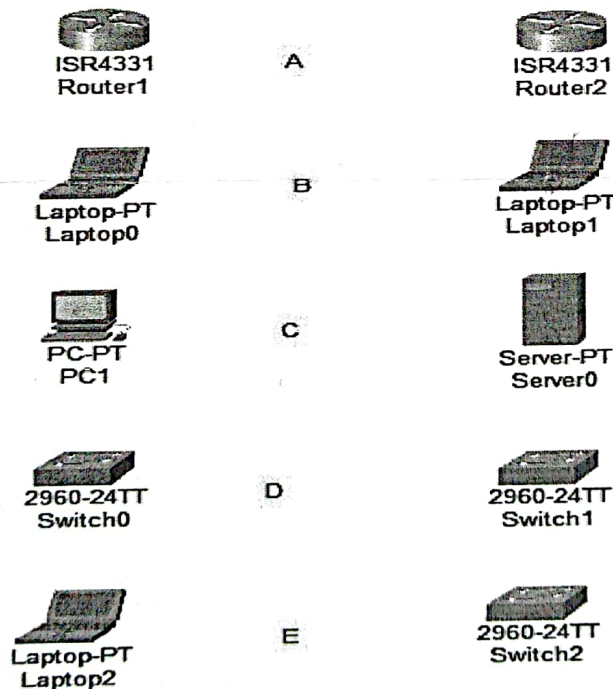 ISR4331
Router1
A
ISR4331
Router2
Laptop-PT
Laptop0
B
Laptop-PT
Laptop1
PC-PT
PC1
C
Server-PT
Server0
2960-24TT
Switch0
D
2960-24TT
Switch1
Laptop-PT
Laptop2
E
2960-24TT
Switch2